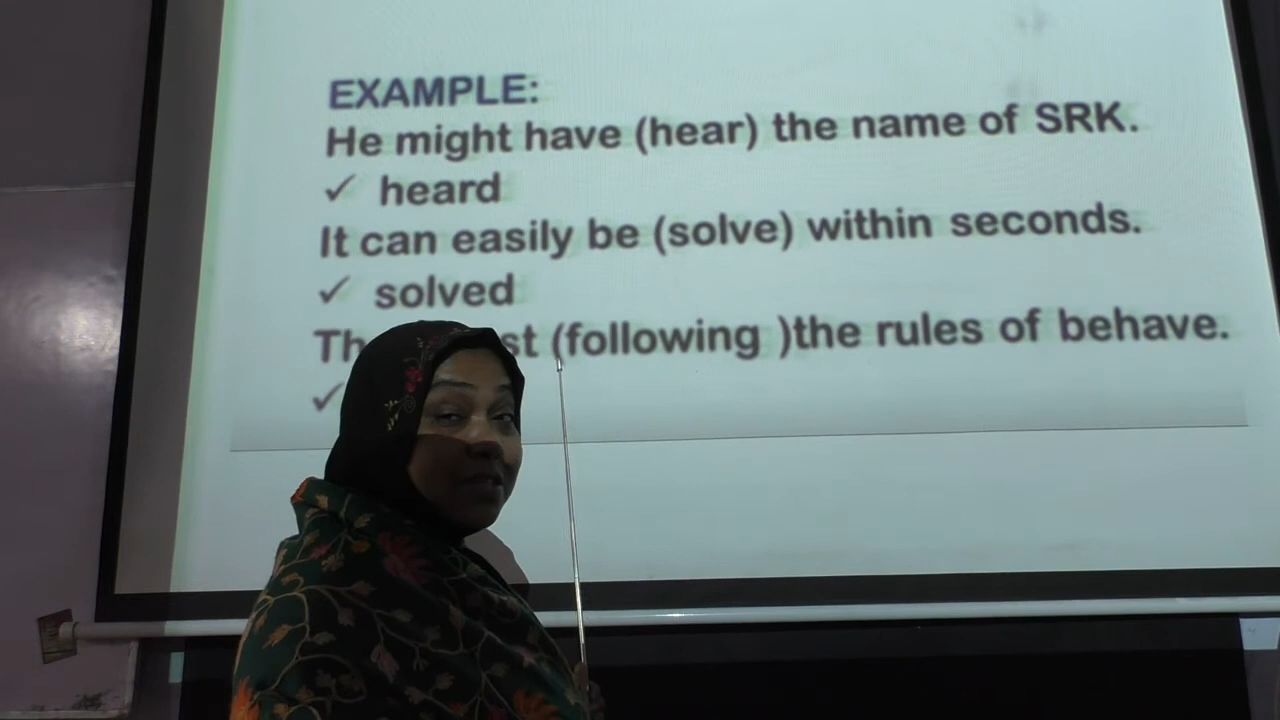 EXAMPLE:
He might have (hear) the name of SRK.
✓ heard
It can easily be (solve) within seconds.
✓ solved
(following )the rules of behave.
✓